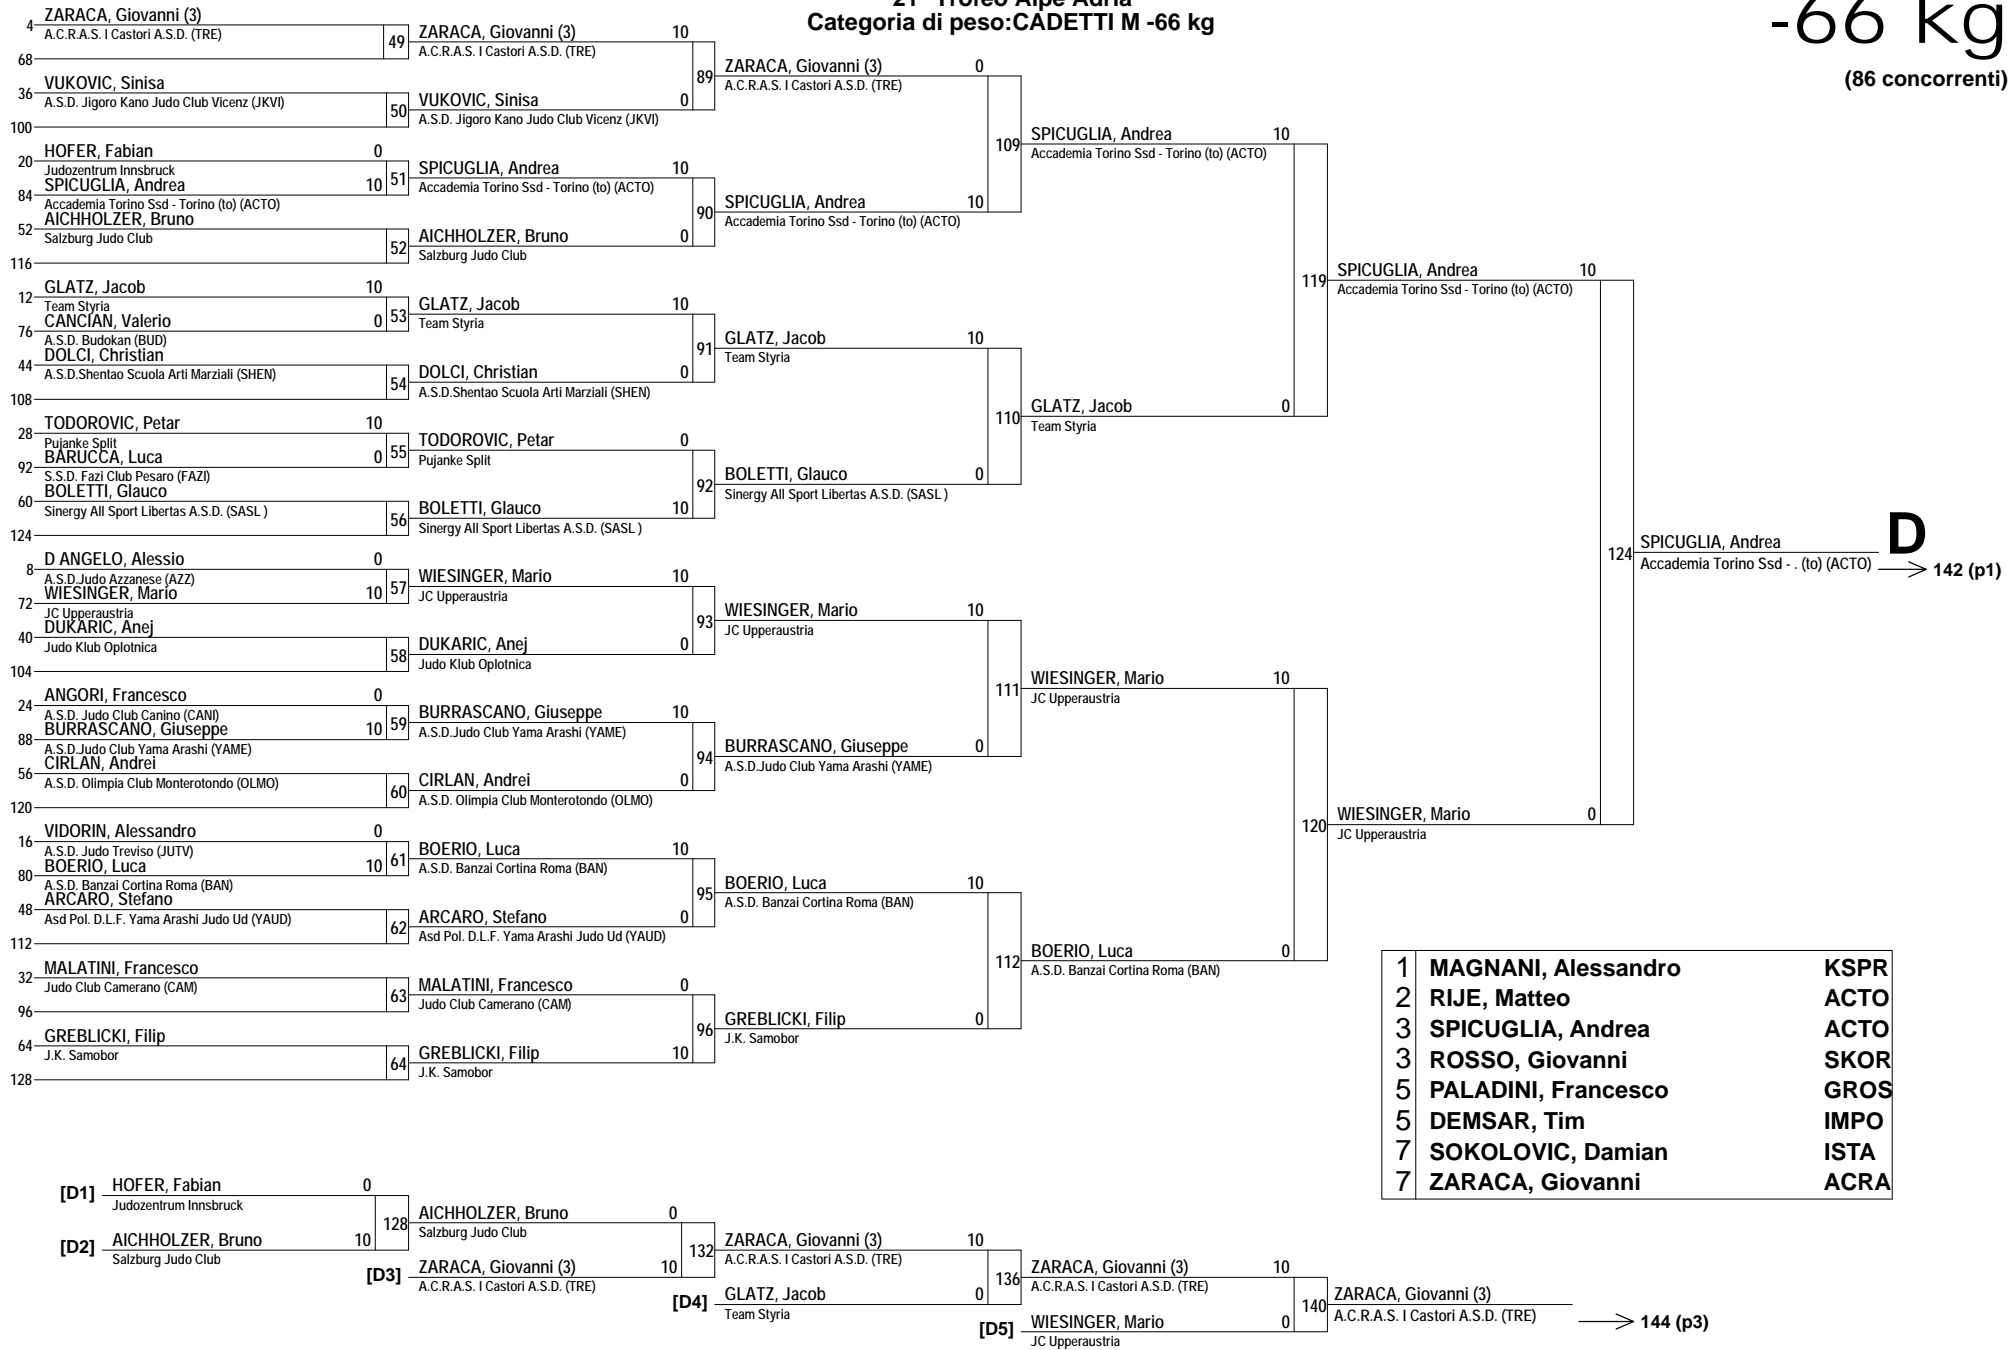 21° Trofeo Alpe Adria
Categoria di peso:CADETTI M -66 kg
-66 kg
(86 concorrenti)
4
ZARACA, Giovanni (3)
A.C.R.A.S. I Castori A.S.D. (TRE)
68
49
36
VUKOVIC, Sinisa
A.S.D. Jigoro Kano Judo Club Vicenz (JKVI)
100
50
20
HOFER, Fabian 0
Judozentrum Innsbruck
84
SPICUGLIA, Andrea 10
Accademia Torino Ssd - Torino (to) (ACTO)
51
52
AICHHOLZER, Bruno
Salzburg Judo Club
116
52
12
GLATZ, Jacob 10
Team Styria
76
CANCIAN, Valerio 0
A.S.D. Budokan (BUD)
53
44
DOLCI, Christian
A.S.D.Shentao Scuola Arti Marziali (SHEN)
108
54
28
TODOROVIC, Petar 10
Pujanke Split
92
BARUCCA, Luca 0
S.S.D. Fazi Club Pesaro (FAZI)
55
60
BOLETTI, Glauco
Sinergy All Sport Libertas A.S.D. (SASL )
124
56
8
D ANGELO, Alessio 0
A.S.D.Judo Azzanese (AZZ)
72
WIESINGER, Mario 10
JC Upperaustria
57
40
DUKARIC, Anej
Judo Klub Oplotnica
104
58
24
ANGORI, Francesco 0
A.S.D. Judo Club Canino (CANI)
88
BURRASCANO, Giuseppe 10
A.S.D.Judo Club Yama Arashi (YAME)
59
56
CIRLAN, Andrei
A.S.D. Olimpia Club Monterotondo (OLMO)
120
60
16
VIDORIN, Alessandro 0
A.S.D. Judo Treviso (JUTV)
80
BOERIO, Luca 10
A.S.D. Banzai Cortina Roma (BAN)
61
48
ARCARO, Stefano
Asd Pol. D.L.F. Yama Arashi Judo Ud (YAUD)
112
62
32
MALATINI, Francesco
Judo Club Camerano (CAM)
96
63
64
GREBLICKI, Filip
J.K. Samobor
128
64
ZARACA, Giovanni (3) 10
A.C.R.A.S. I Castori A.S.D. (TRE)
89
VUKOVIC, Sinisa 0
A.S.D. Jigoro Kano Judo Club Vicenz (JKVI)
SPICUGLIA, Andrea 10
Accademia Torino Ssd - Torino (to) (ACTO)
90
AICHHOLZER, Bruno 0
Salzburg Judo Club
GLATZ, Jacob 10
Team Styria
91
DOLCI, Christian 0
A.S.D.Shentao Scuola Arti Marziali (SHEN)
TODOROVIC, Petar 0
Pujanke Split
92
BOLETTI, Glauco 10
Sinergy All Sport Libertas A.S.D. (SASL )
WIESINGER, Mario 10
JC Upperaustria
93
DUKARIC, Anej 0
Judo Klub Oplotnica
BURRASCANO, Giuseppe 10
A.S.D.Judo Club Yama Arashi (YAME)
94
CIRLAN, Andrei 0
A.S.D. Olimpia Club Monterotondo (OLMO)
BOERIO, Luca 10
A.S.D. Banzai Cortina Roma (BAN)
95
ARCARO, Stefano 0
Asd Pol. D.L.F. Yama Arashi Judo Ud (YAUD)
MALATINI, Francesco 0
Judo Club Camerano (CAM)
96
GREBLICKI, Filip 10
J.K. Samobor
ZARACA, Giovanni (3) 0
A.C.R.A.S. I Castori A.S.D. (TRE)
109
SPICUGLIA, Andrea 10
Accademia Torino Ssd - Torino (to) (ACTO)
GLATZ, Jacob 10
Team Styria
110
BOLETTI, Glauco 0
Sinergy All Sport Libertas A.S.D. (SASL )
WIESINGER, Mario 10
JC Upperaustria
111
BURRASCANO, Giuseppe 0
A.S.D.Judo Club Yama Arashi (YAME)
BOERIO, Luca 10
A.S.D. Banzai Cortina Roma (BAN)
112
GREBLICKI, Filip 0
J.K. Samobor
SPICUGLIA, Andrea 10
Accademia Torino Ssd - Torino (to) (ACTO)
119
GLATZ, Jacob 0
Team Styria
WIESINGER, Mario 10
JC Upperaustria
120
BOERIO, Luca 0
A.S.D. Banzai Cortina Roma (BAN)
SPICUGLIA, Andrea 10
Accademia Torino Ssd - Torino (to) (ACTO)
124
WIESINGER, Mario 0
JC Upperaustria
SPICUGLIA, Andrea
Accademia Torino Ssd - . (to) (ACTO)
D
142 (p1)
1 MAGNANI, Alessandro KSPR
2 RIJE, Matteo ACTO
3 SPICUGLIA, Andrea ACTO
3 ROSSO, Giovanni SKOR
5 PALADINI, Francesco GROS
5 DEMSAR, Tim IMPO
7 SOKOLOVIC, Damian ISTA
7 ZARACA, Giovanni ACRA
[D1] HOFER, Fabian 0
Judozentrum Innsbruck
128
[D2] AICHHOLZER, Bruno 10
Salzburg Judo Club
AICHHOLZER, Bruno 0
Salzburg Judo Club
132
[D3] ZARACA, Giovanni (3) 10
A.C.R.A.S. I Castori A.S.D. (TRE)
ZARACA, Giovanni (3) 10
A.C.R.A.S. I Castori A.S.D. (TRE)
136
[D4] GLATZ, Jacob 0
Team Styria
ZARACA, Giovanni (3) 10
A.C.R.A.S. I Castori A.S.D. (TRE)
140
[D5] WIESINGER, Mario 0
JC Upperaustria
ZARACA, Giovanni (3)
A.C.R.A.S. I Castori A.S.D. (TRE)
144 (p3)